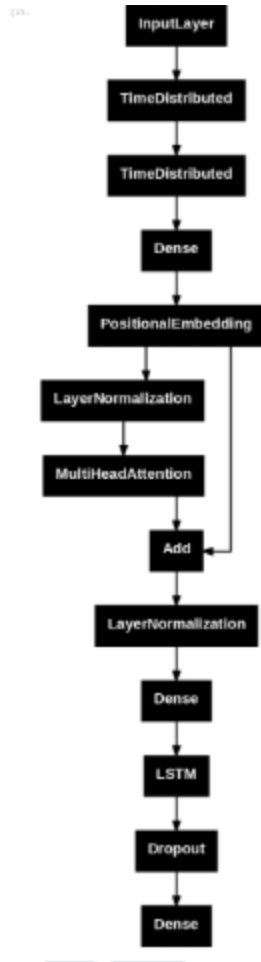 InputLayer
TimeDistributed
TimeDistributed
Dense
PositionalEmbedding
LayerNormalization
MultiHeadAttention
Add
LayerNormalization
Dense
LSTM
Dropout
Dense